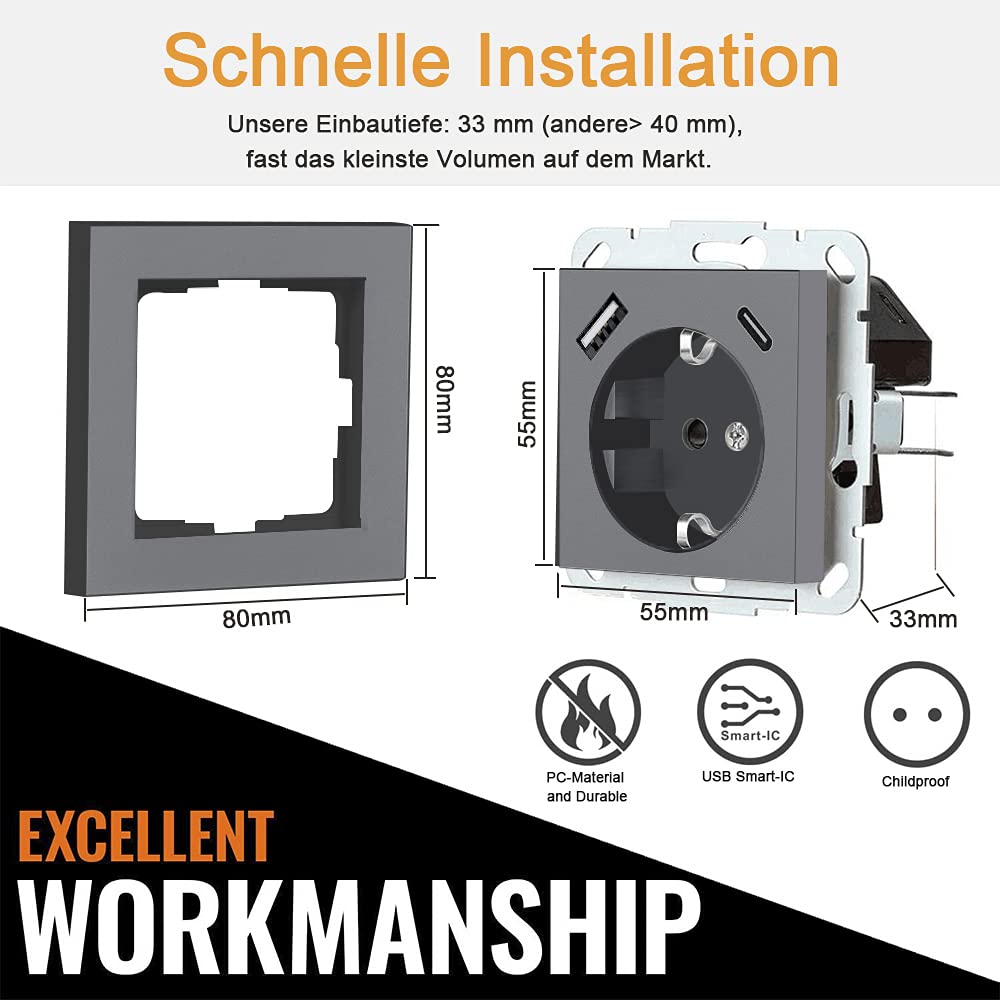 Schnelle Installation
Unsere Einbautiefe: 33 mm (andere> 40 mm),
fast das kleinste Volumen auf dem Markt.
80mm
80mm
55mm
55mm
33mm
Smart-IC
PC-Material
and Durable
USB Smart-IC
Childproof
EXCELLENT
WORKMANSHIP